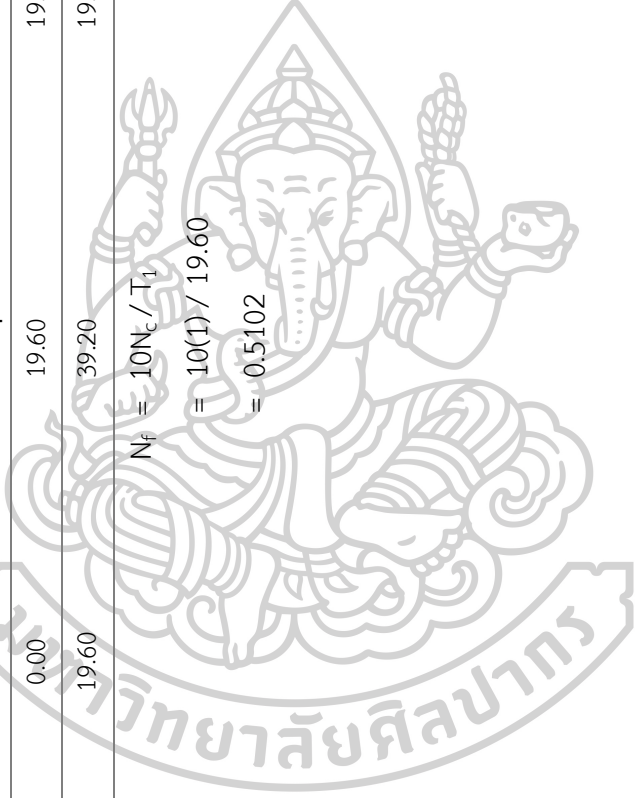 0.00 19.60 19.
19.60 39.20 19.
N_f = 10N_c / T_1
= 10(1) / 19.60
= 0.5102
มหาวิทยาลัยศิลปากร